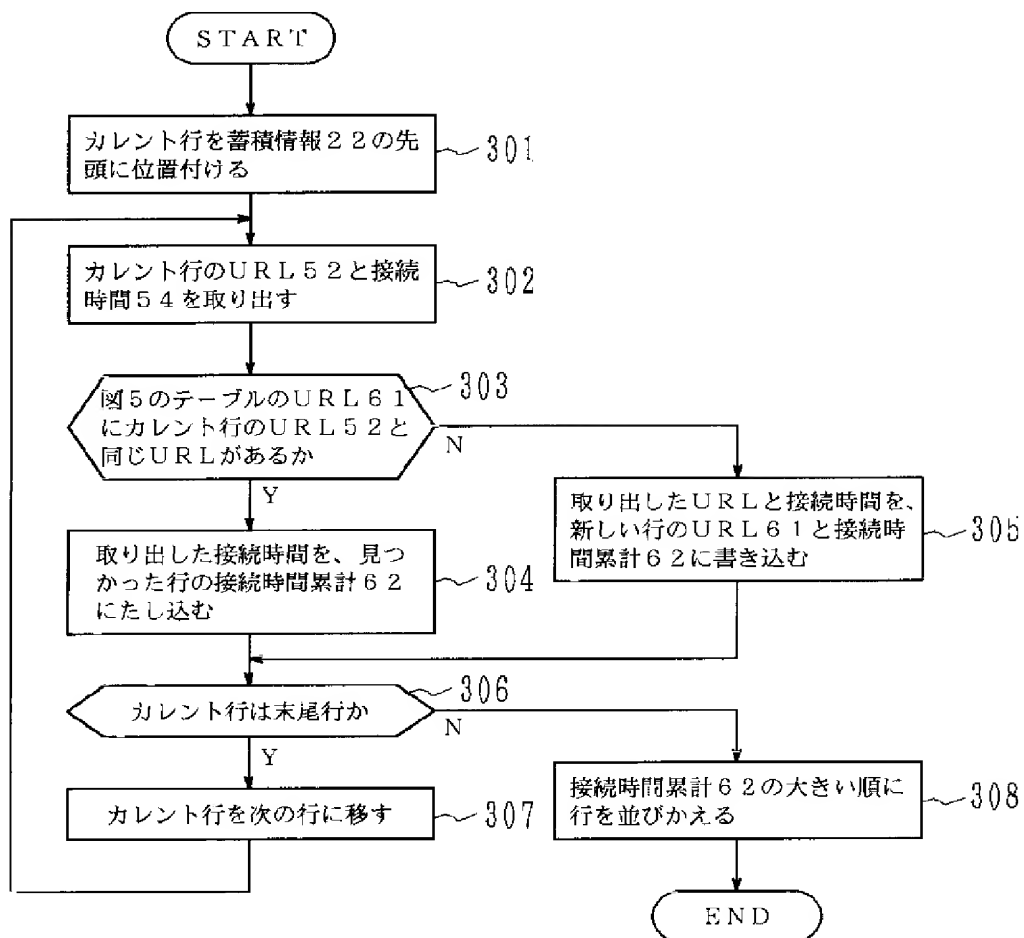 START
カレント行を蓄積情報22の先
頭に位置付ける
301
カレント行のURL52と接続
時間54を取り出す
302
図5のテーブルのURL61
にカレント行のURL52と
同じURLがあるか
303
N
Y
取り出した接続時間を、見つ
かった行の接続時間累計62
にたし込む
304
取り出したURLと接続時間を、
新しい行のURL61と接続時
間累計62に書き込む
305
カレント行は末尾行か
306
N
Y
カレント行を次の行に移す
307
接続時間累計62の大きい順に
行を並びかえる
308
END